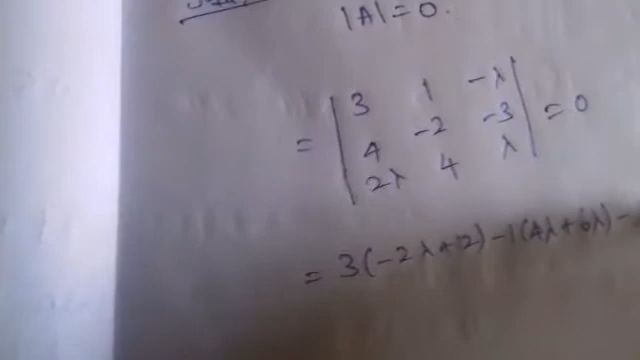 |A| = 0.
= | 3 1 -λ
4 -2 -3
2λ 4 λ | = 0
= 3(-2λ+12) -1(4λ+6λ) -